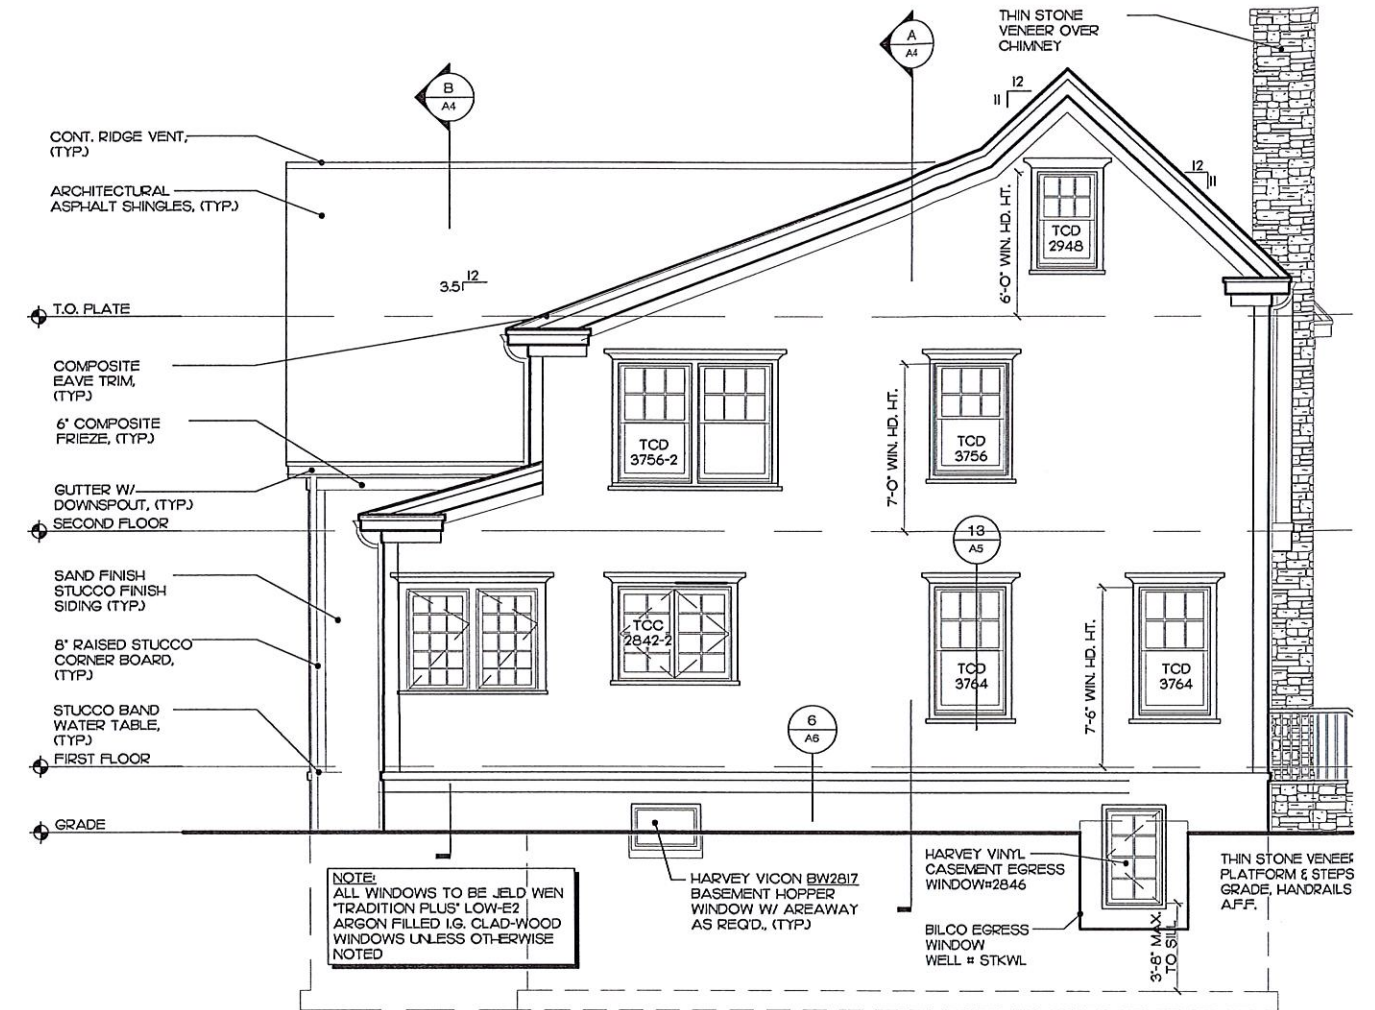 THIN STONE
VENEER OVER
CHIMNEY
A
A4
B
A4
12
11
CONT. RIDGE VENT,
(TYP.)
12
11
ARCHITECTURAL
ASPHALT SHINGLES, (TYP.)
TCD
2948
6'-0" WIN. HD. HT.
12
3.5
T.O. PLATE
COMPOSITE
EAVE TRIM,
(TYP.)
6" COMPOSITE
FRIEZE, (TYP.)
TCD
3756-2
TCD
3756
7'-0" WIN. HD. HT.
GUTTER W/
DOWNSPOUT, (TYP.)
SECOND FLOOR
13
A5
SAND FINISH
STUCCO FINISH
SIDING (TYP.)
TCC
2842-2
8" RAISED STUCCO
CORNER BOARD,
(TYP.)
TCD
3764
TCD
3764
7'-6" WIN. HD. HT.
STUCCO BAND
WATER TABLE,
(TYP.)
6
A6
FIRST FLOOR
GRADE
NOTE:
ALL WINDOWS TO BE JELD WEN
"TRADITION PLUS" LOW-E2
ARGON FILLED I.G. CLAD-WOOD
WINDOWS UNLESS OTHERWISE
NOTED
HARVEY VICON BW2817
BASEMENT HOPPER
WINDOW W/ AREAWAY
AS REQ'D., (TYP.)
HARVEY VINYL
CASEMENT EGRESS
WINDOW#2846
BILCO EGRESS
WINDOW
WELL # STKWL
3'-8" MAX.
TO SILL
THIN STONE VENEER
PLATFORM & STEPS
GRADE, HANDRAILS
A.F.F.